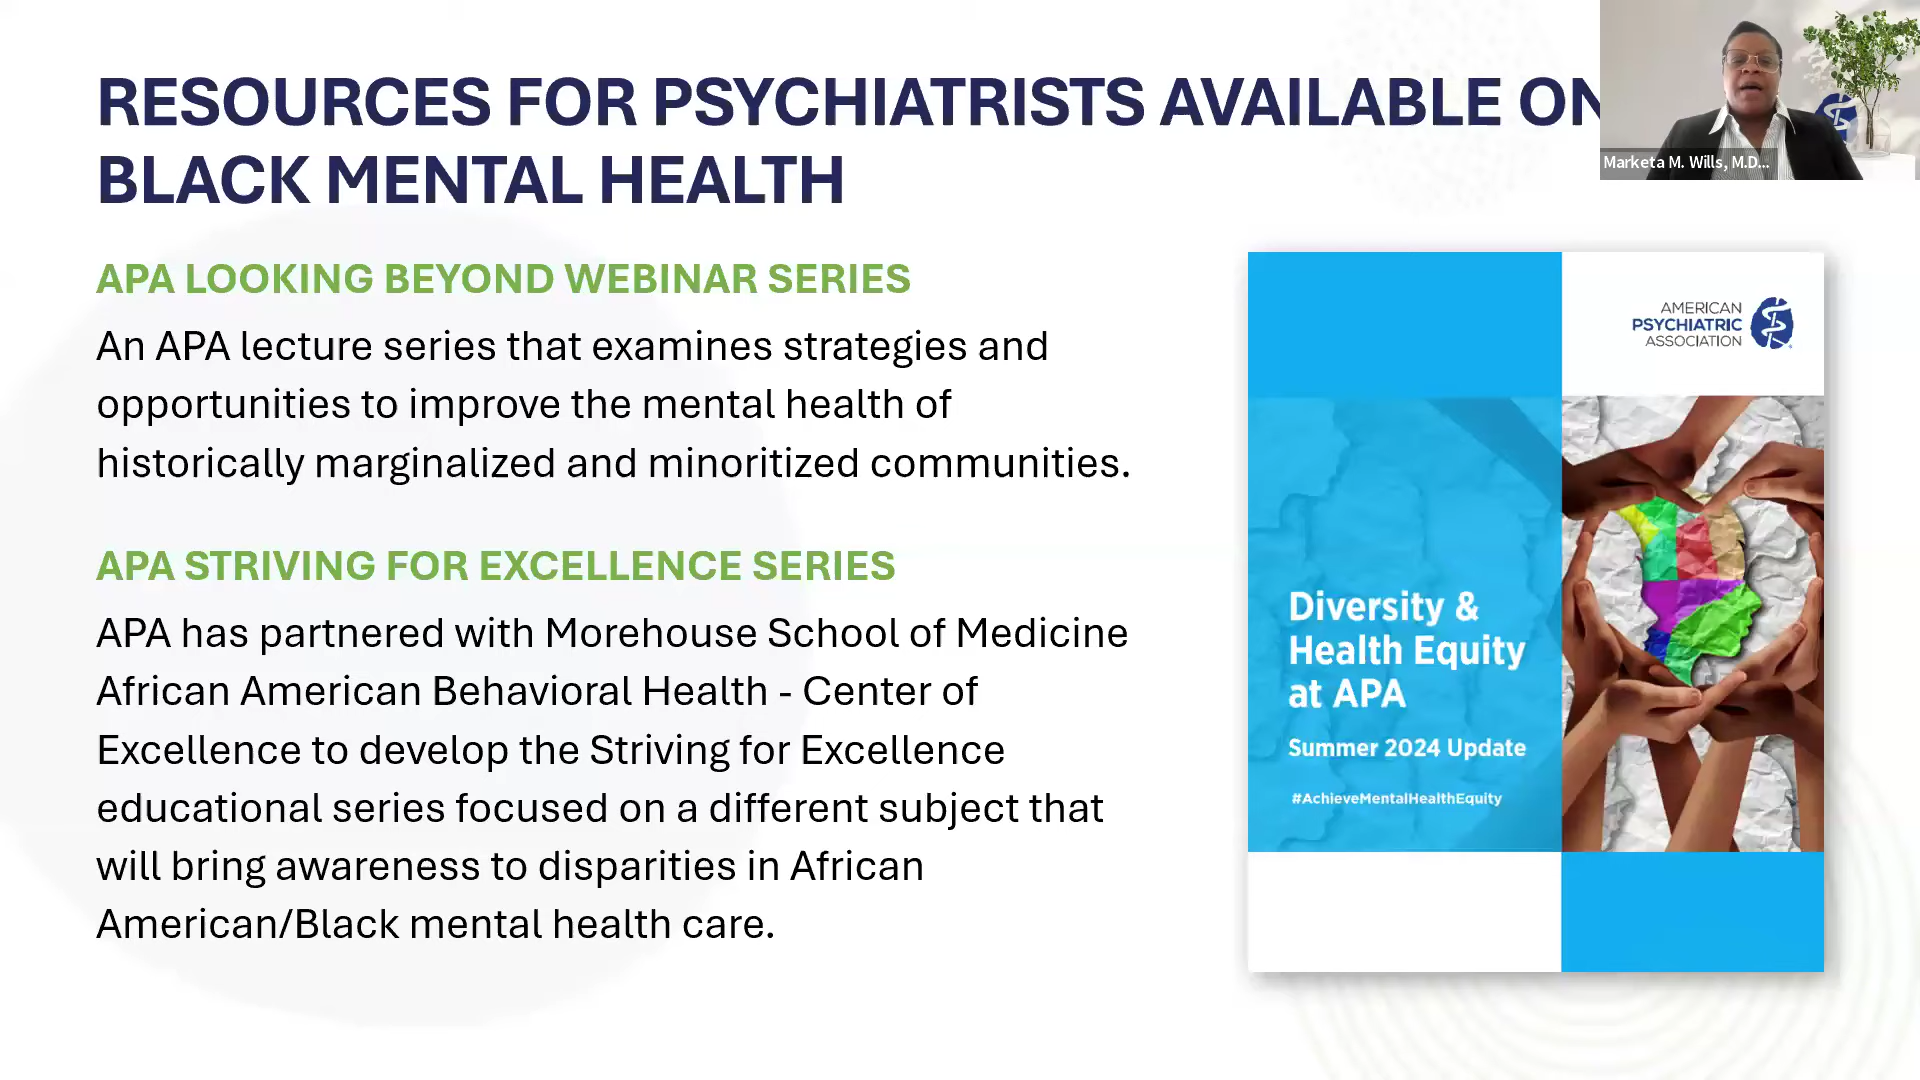 RESOURCES FOR PSYCHIATRISTS AVAILABLE ON
BLACK MENTAL HEALTH
Marketa M. Wills, M.D...
APA LOOKING BEYOND WEBINAR SERIES
An APA lecture series that examines strategies and
opportunities to improve the mental health of
historically marginalized and minoritized communities.
APA STRIVING FOR EXCELLENCE SERIES
APA has partnered with Morehouse School of Medicine
African American Behavioral Health - Center of
Excellence to develop the Striving for Excellence
educational series focused on a different subject that
will bring awareness to disparities in African
American/Black mental health care.
AMERICAN
PSYCHIATRIC
ASSOCIATION
Diversity &
Health Equity
at APA
Summer 2024 Update
#AchieveMentalHealthEquity